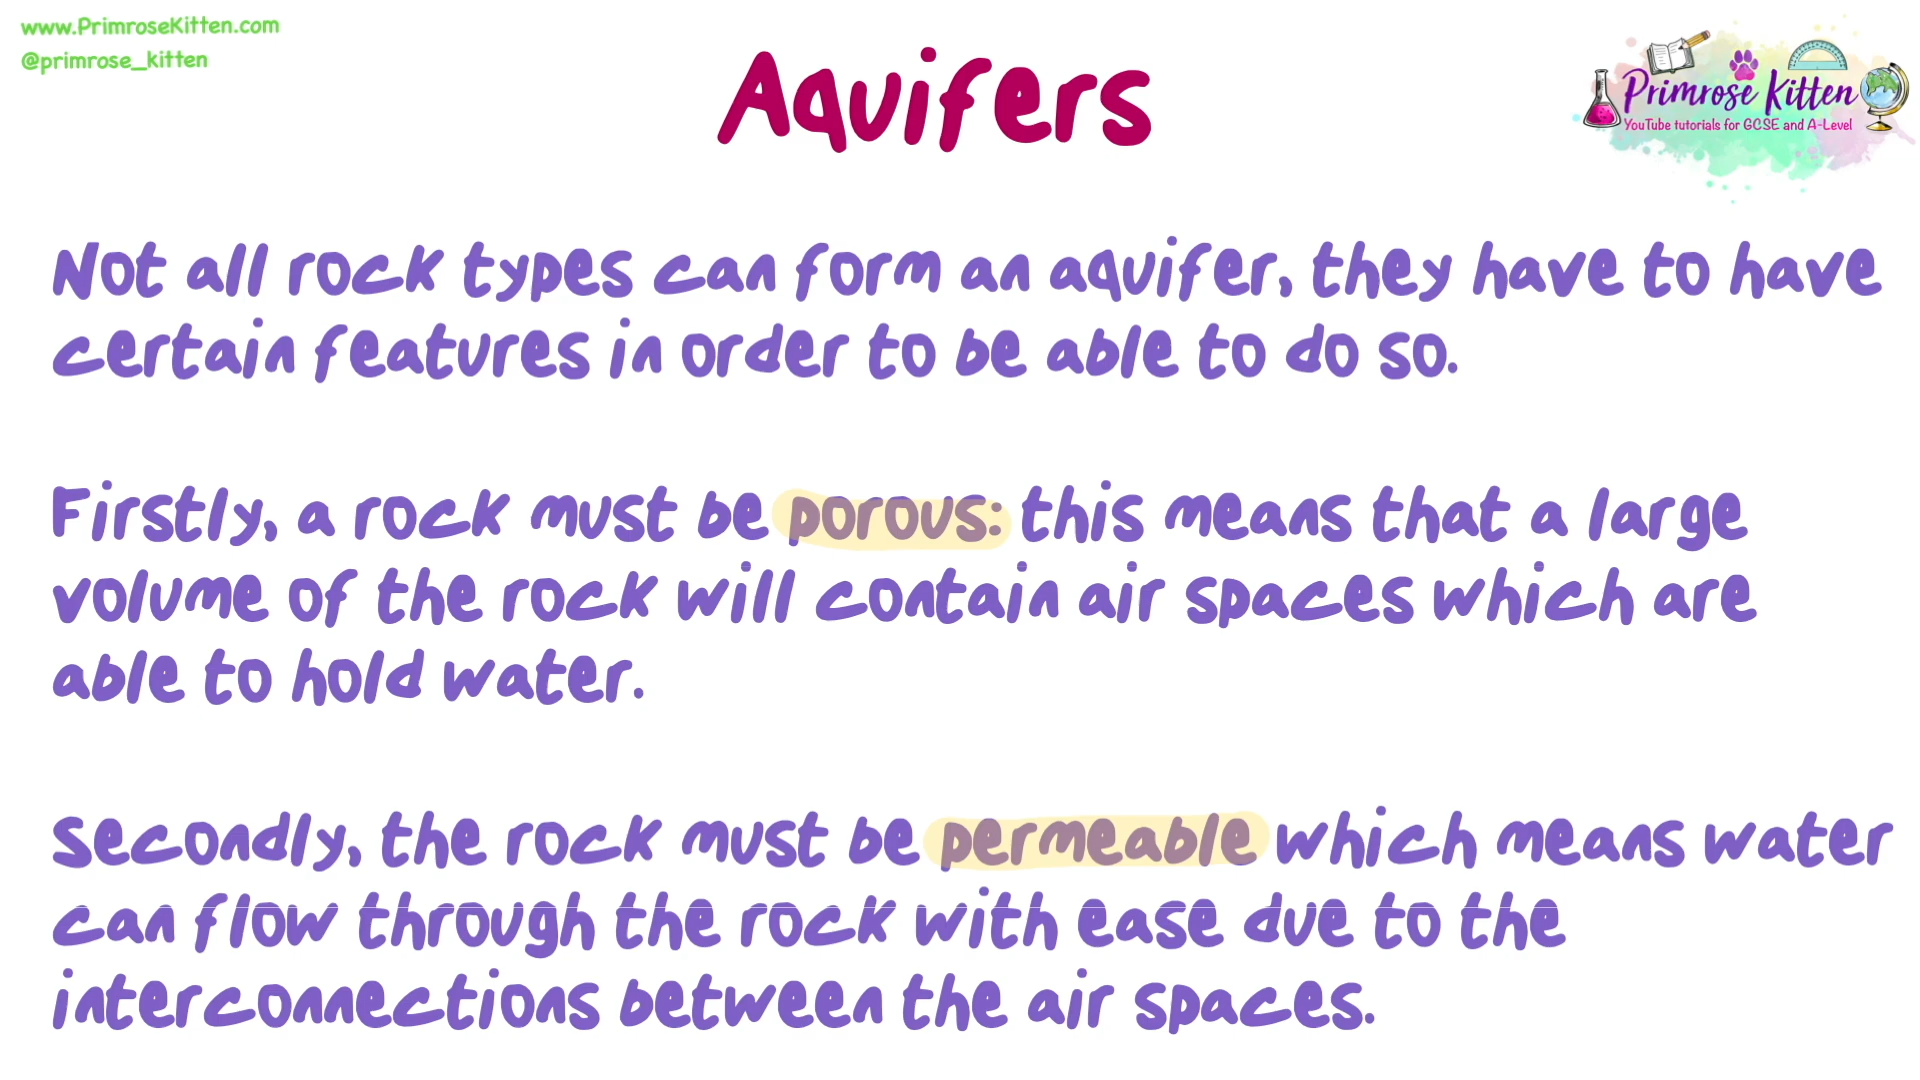 www.PrimroseKitten.com
@primrose_kitten
Aquifers
Primrose Kitten
YouTube tutorials for GCSE and A-Level
Not all rock types can form an aquifer, they have to have
certain features in order to be able to do so.
Firstly, a rock must be porous: this means that a large
volume of the rock will contain air spaces which are
able to hold water.
Secondly, the rock must be permeable which means water
can flow through the rock with ease due to the
interconnections between the air spaces.